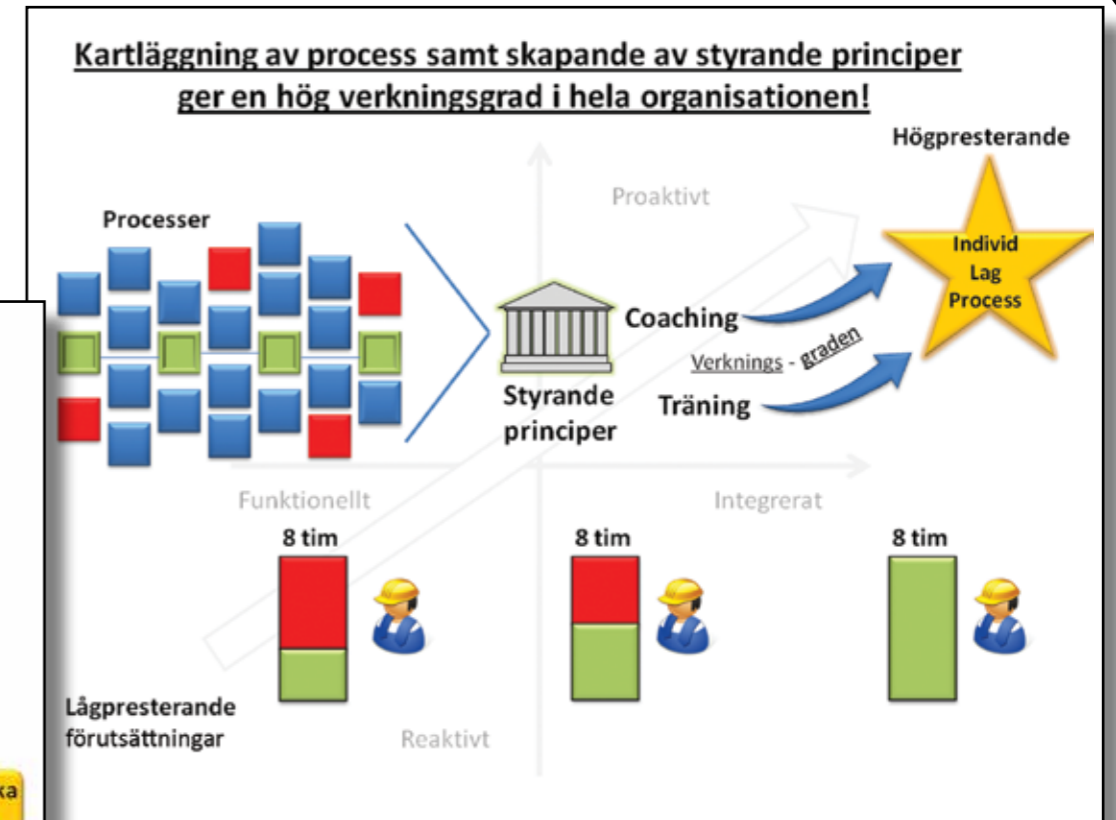 Kartläggning av process samt skapande av styrande principer
ger en hög verkningsgrad i hela organisationen!
Högpresterande
Proaktivt
Processer
Individ
Lag
Process
Coaching
Verknings - graden
Styrande
principer
Träning
Funktionellt
Integrerat
8 tim
8 tim
8 tim
Lågpresterande
förutsättningar
Reaktivt